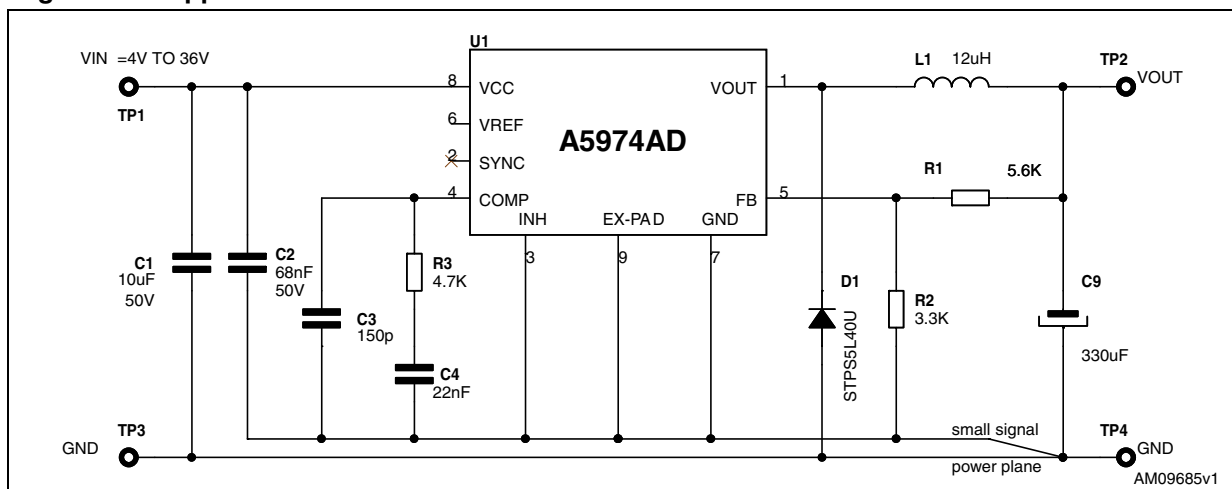 U1
VIN =4V TO 36V
L1
12uH
TP2
VOUT
8
VCC
VOUT
1
TP1
6
VREF
A5974AD
2
SYNC
R1
5.6K
4
COMP
FB
5
INH
EX-PAD
GND
3
9
7
C1
10uF
50V
C2
68nF
50V
R3
4.7K
D1
STPS5L40U
C9
R2
3.3K
C3
150p
330uF
C4
22nF
TP3
GND
small signal
power plane
TP4
GND
AM09685v1